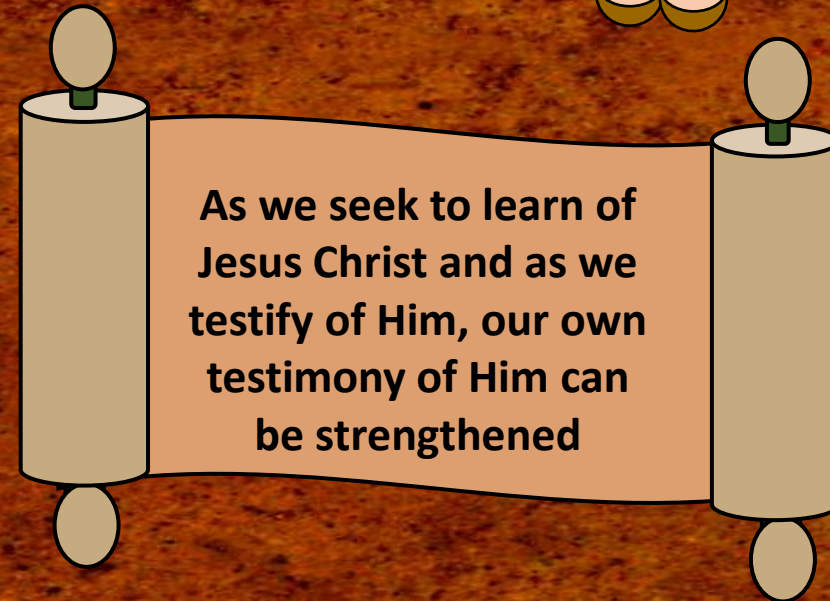 As we seek to learn of
Jesus Christ and as we
testify of Him, our own
testimony of Him can
be strengthened